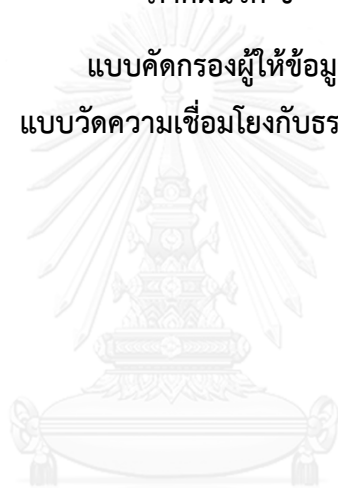 แบบคัดกรองผู้ให้ข้อมู
แบบวัดความเชื่อมโยงกับธร